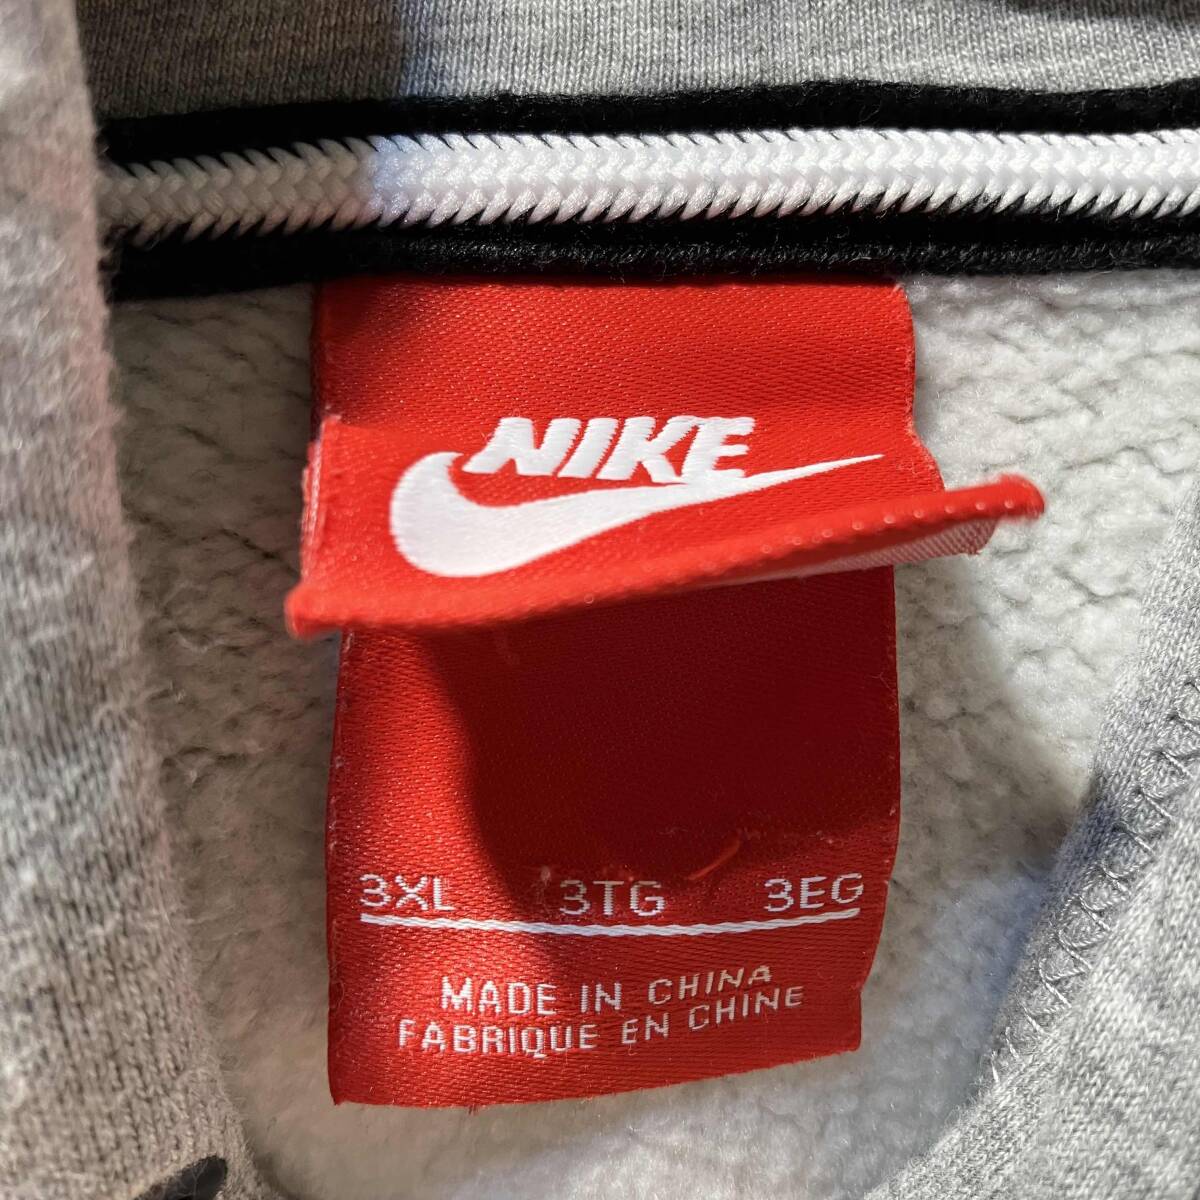 NIKE
3XL 3TG 3EG
MADE IN CHINA
FABRIQUE EN CHINE